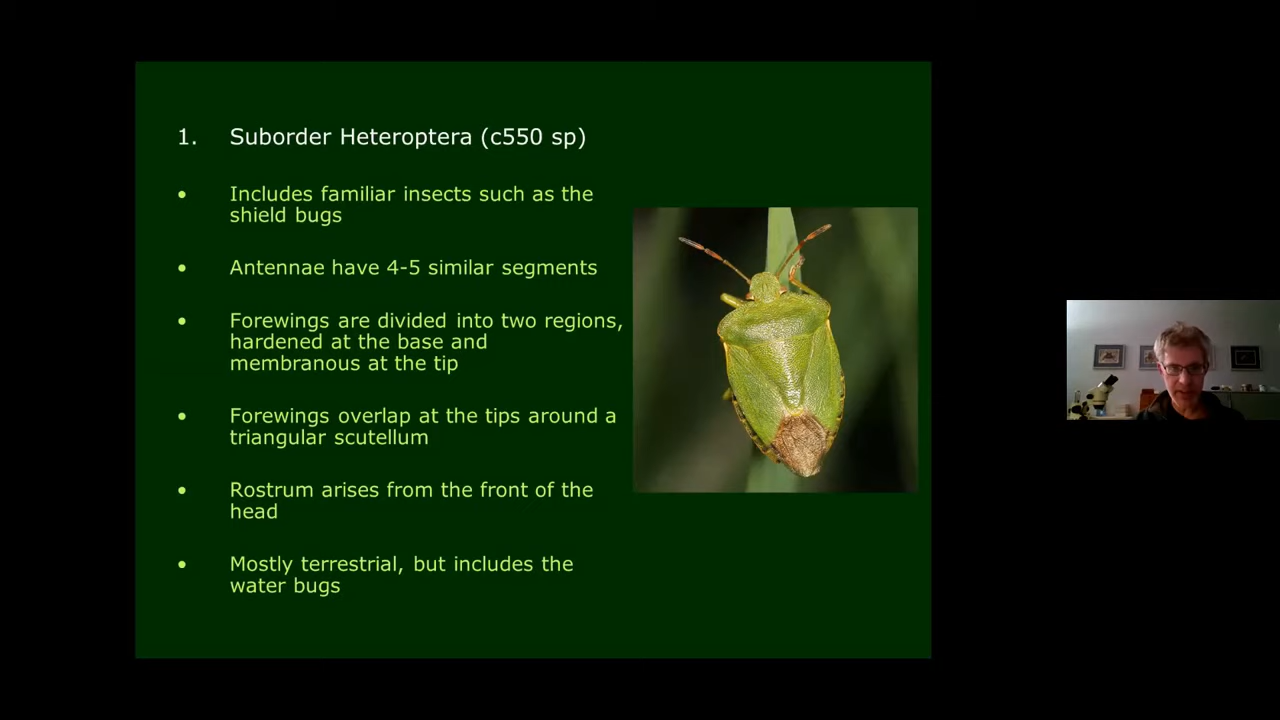 1. Suborder Heteroptera (c550 sp)
• Includes familiar insects such as the
shield bugs
• Antennae have 4-5 similar segments
• Forewings are divided into two regions,
hardened at the base and
membranous at the tip
• Forewings overlap at the tips around a
triangular scutellum
• Rostrum arises from the front of the
head
• Mostly terrestrial, but includes the
water bugs